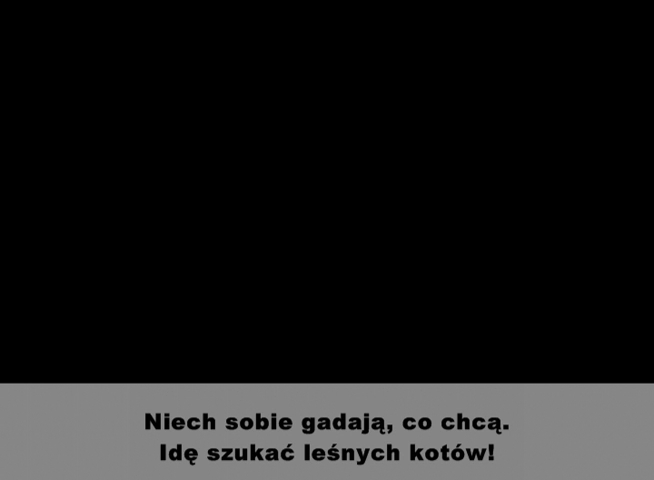 Niech sobie gadają, co chcą.
Idę szukać leśnych kotów!